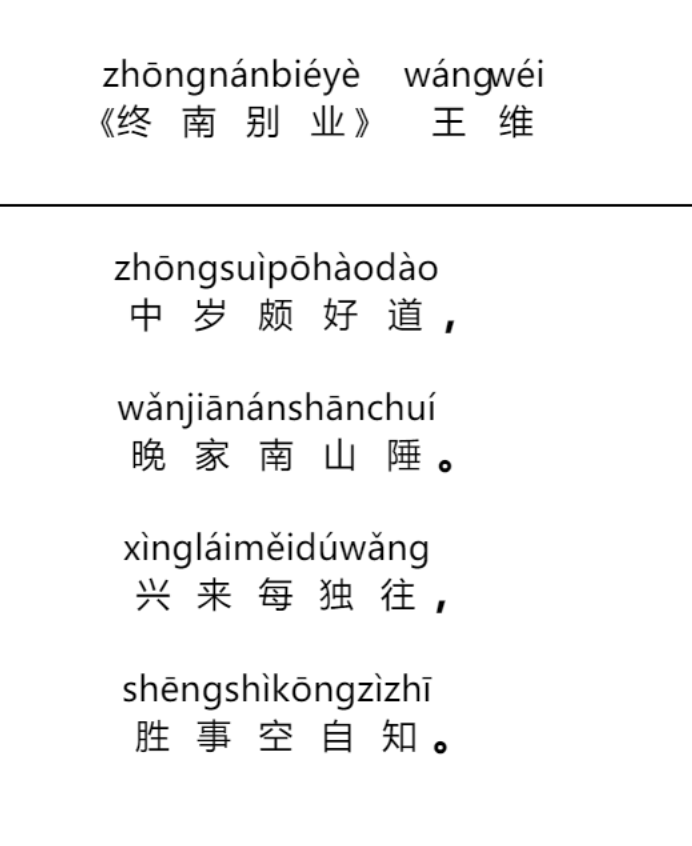 zhōngnánbiéyè wángwéi
《终南别业》 王维
zhōngsuìpōhàodào
中岁颇好道，
wǎnjiānánshānchuí
晚家南山陲。
xìngláiměidúwǎng
兴来每独往，
shēngshìkōngzìzhī
胜事空自知。